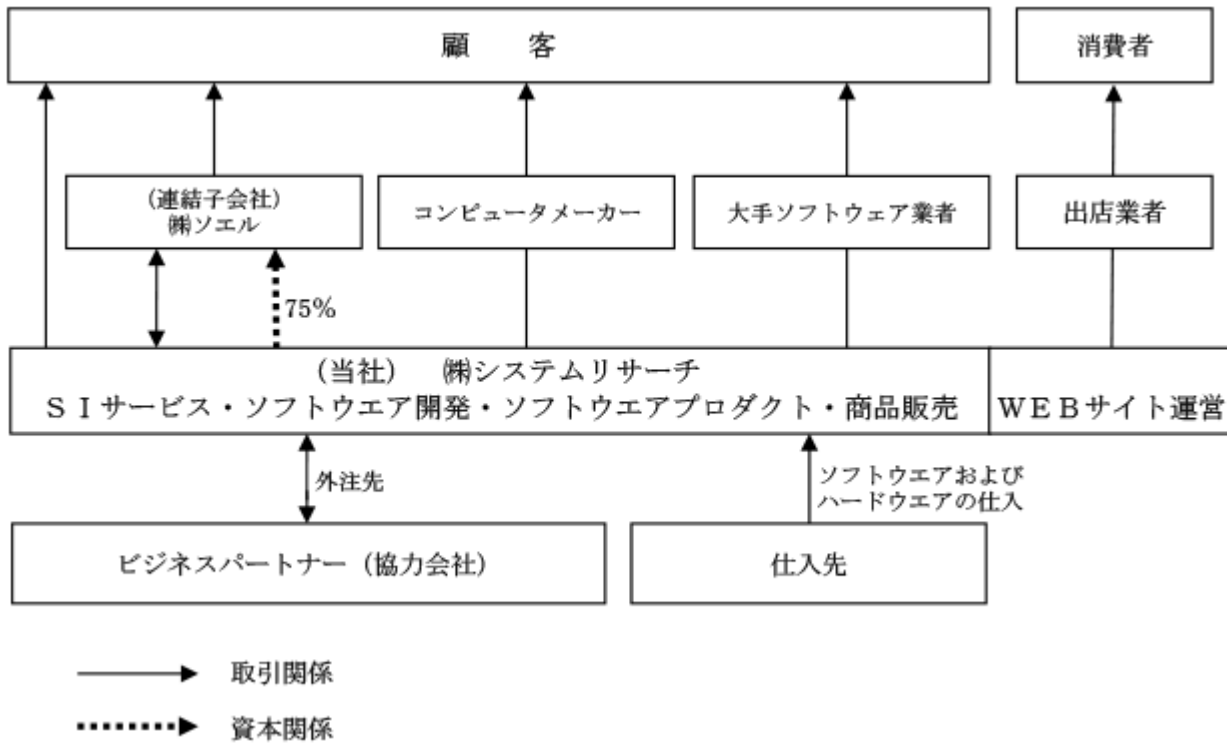 顧　客
消費者
(連結子会社)
㈱ソエル
コンピュータメーカー
大手ソフトウェア業者
出店業者
75%
(当社)　㈱システムリサーチ
ＳＩサービス・ソフトウエア開発・ソフトウエアプロダクト・商品販売
ＷＥＢサイト運営
外注先
ソフトウエアおよび
ハードウエアの仕入
ビジネスパートナー（協力会社）
仕入先
取引関係
資本関係